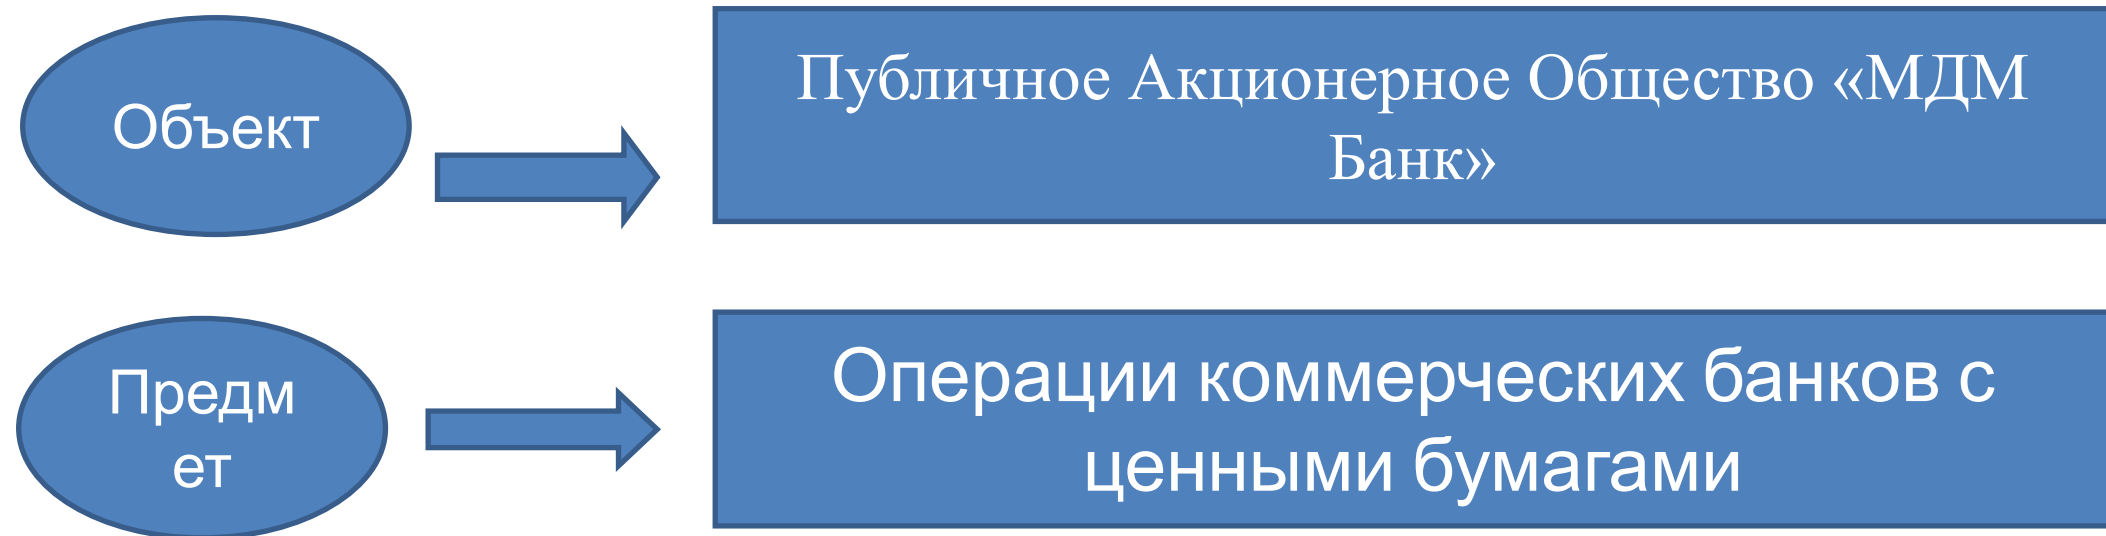 Объект
Публичное Акционерное Общество «МДМ
Банк»
Предм
ет
Операции коммерческих банков с
ценными бумагами